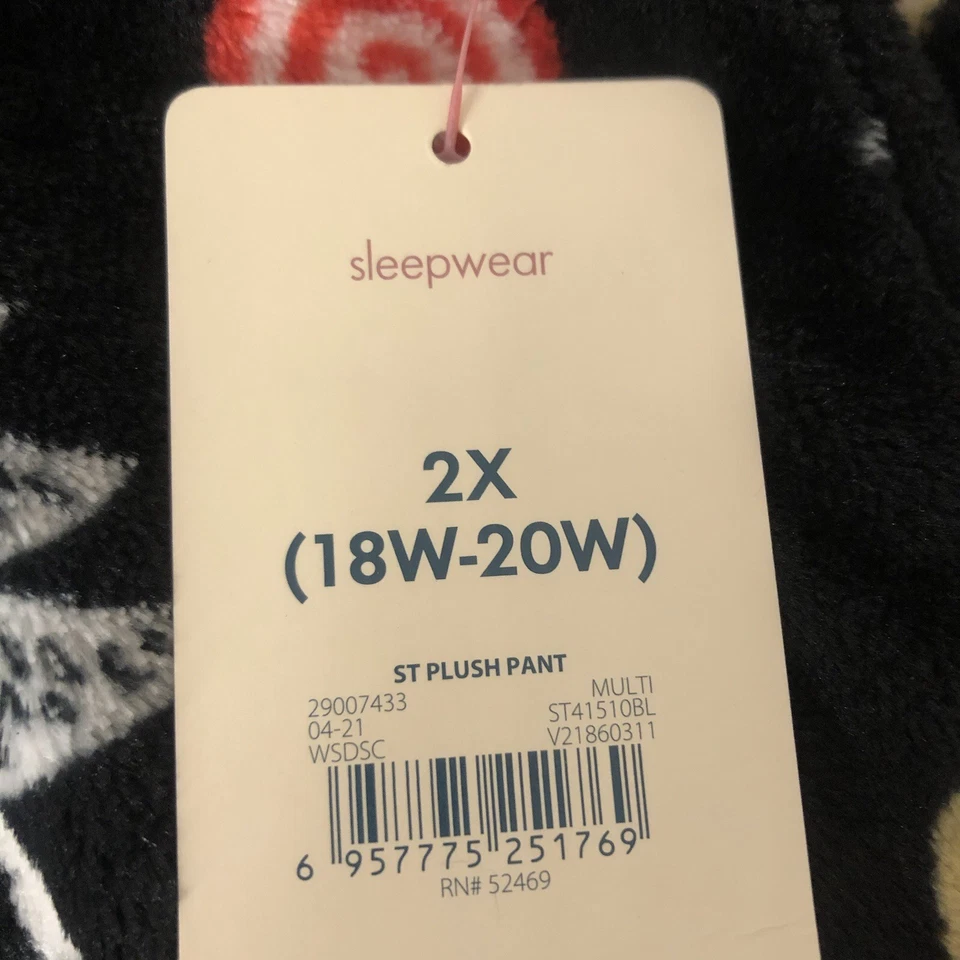 sleepwear
2X
(18W-20W)
ST PLUSH PANT
29007433 MULTI
04-21 ST41510BL
WSDSC V21860311
6 957775 251769
RN# 52469